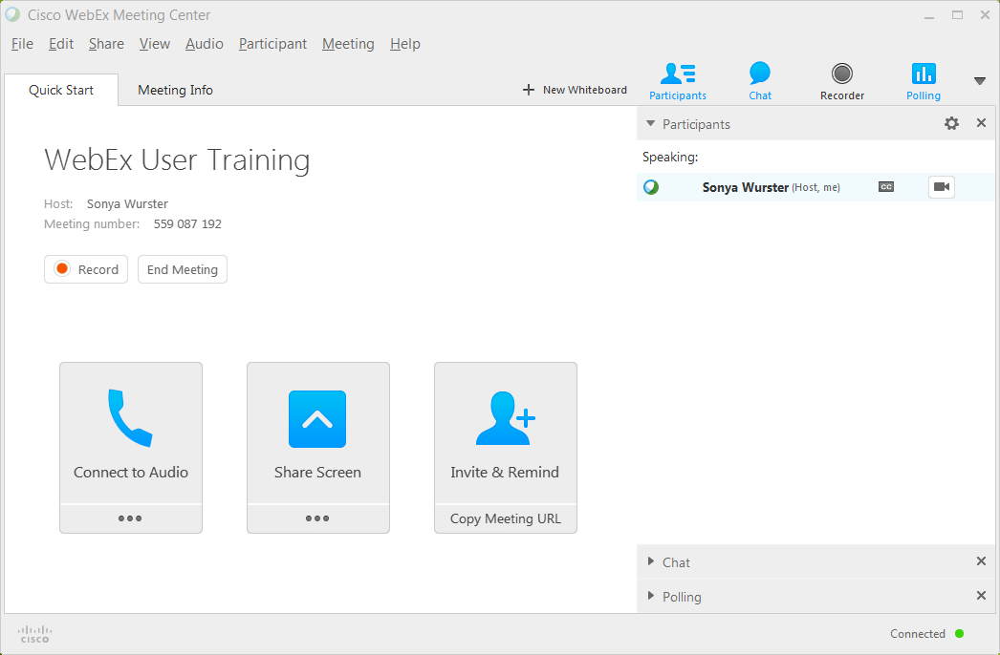 Cisco WebEx Meeting Center
File Edit Share View Audio Participant Meeting Help
Quick Start Meeting Info + New Whiteboard Participants Chat Recorder Polling
Participants
WebEx User Training
Speaking:
Sonya Wurster (Host, me) CC
Host: Sonya Wurster
Meeting number: 559 087 192
Record End Meeting
Connect to Audio Share Screen Invite & Remind
Copy Meeting URL
Chat
Polling
CISCO
Connected